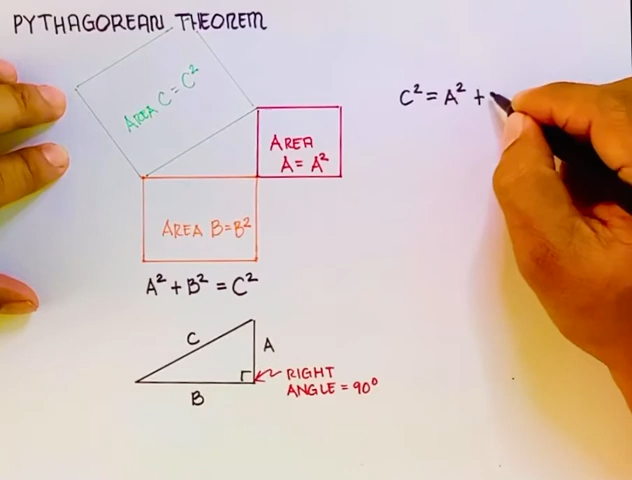 PYTHAGOREAN THEOREM
AREA C = C²
C² = A² +
AREA
A = A²
AREA B = B²
A² + B² = C²
C
A
RIGHT
ANGLE = 90°
B